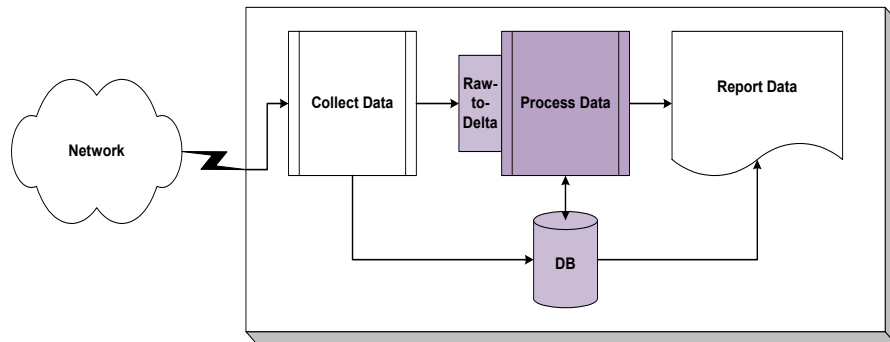 Network
Collect Data
Raw-
to-
Delta
Process Data
Report Data
DB